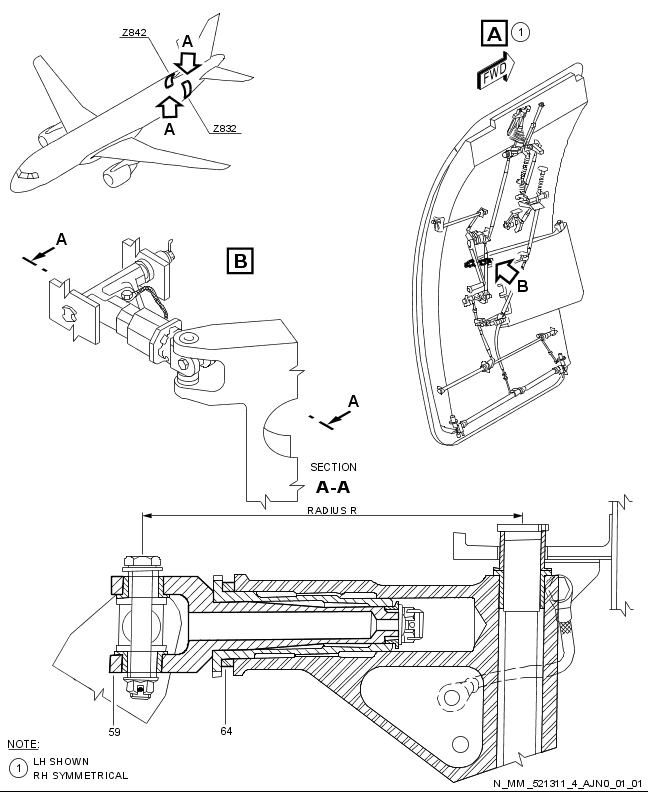 Z842
A
A
Z832
A 1
FWD
B
A
B
A
SECTION
A-A
RADIUS R
59
64
NOTE:
1 LH SHOWN
RH SYMMETRICAL
N_MM_521311_4_AJN0_01_01